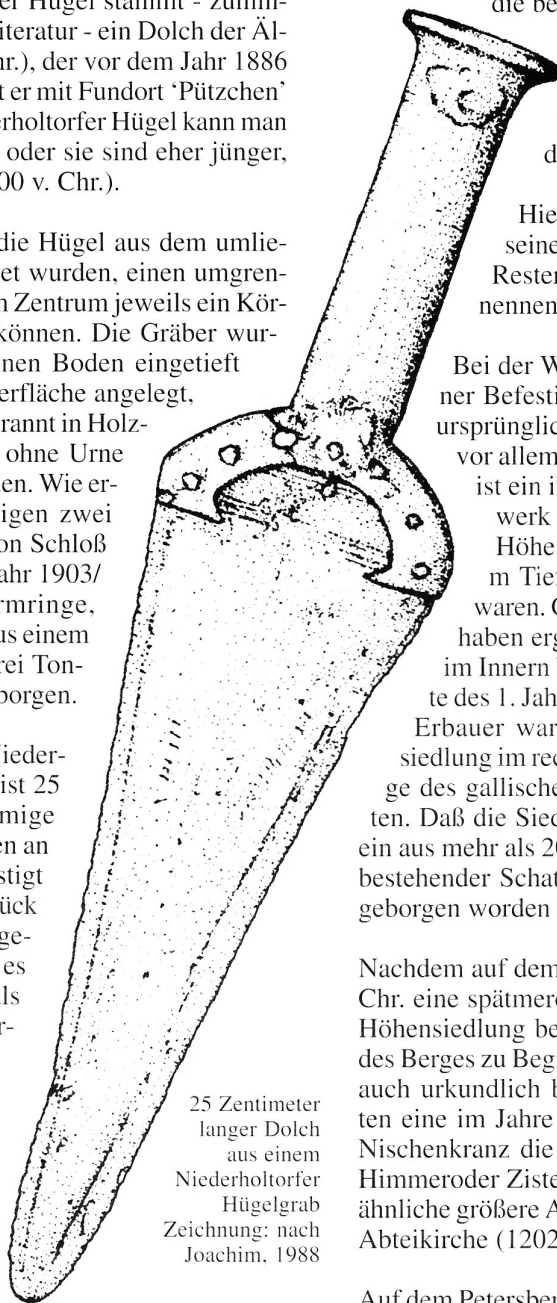 er Hügel stammt - zumin-
iteratur - ein Dolch der Äl-
hr.), der vor dem Jahr 1886
t er mit Fundort ‘Pützchen’
erholtorfer Hügel kann man
oder sie sind eher jünger,
00 v. Chr.).
die Hügel aus dem umlie-
et wurden, einen umgren-
n Zentrum jeweils ein Kör-
können. Die Gräber wur-
nen Boden eingetieft
erfläche angelegt,
rannt in Holz-
ohne Urne
en. Wie er-
igen zwei
on Schloß
ahr 1903/
rmringe,
us einem
rei Ton-
borgen.
Nieder-
ist 25
mige
en an
stigt
ück
ge-
es
ls
r-
25 Zentimeter
langer Dolch
aus einem
Niederholtorfer
Hügelgrab
Zeichnung: nach
Joachim, 1988
die be
d
Hie
seine
Rester
nennen
Bei der W
ner Befesti
ursprünglic
vor allem
ist ein i
werk
Höhe
m Tie
waren. C
haben erg
im Innern
te des 1. Jah
Erbauer war
siedlung im rec
ge des gallische
ten. Daß die Sied
ein aus mehr als 20
bestehender Schat
geborgen worden
Nachdem auf dem
Chr. eine spätmero
Höhensiedlung be
des Berges zu Beg
auch urkundlich b
ten eine im Jahre
Nischenkranz die
Himmeroder Ziste
ähnliche größere A
Abteikirche (1202
Auf dem Petersber